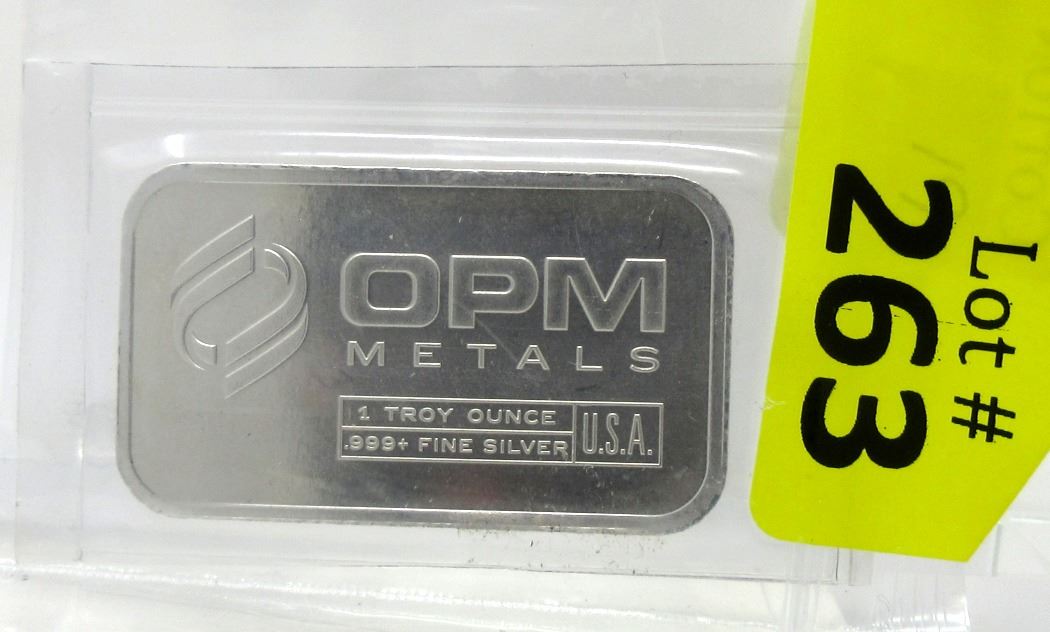 OPM
METALS
1 TROY OUNCE
.999+ FINE SILVER
U.S.A.
Lot #
263